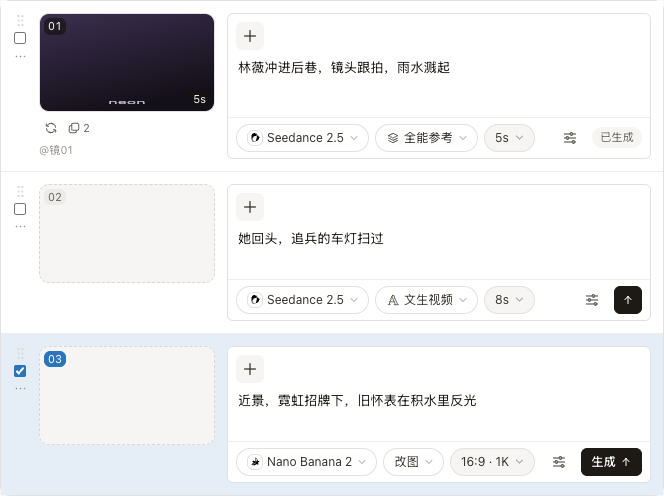 01
neon
5s
2
@镜01
林薇冲进后巷，镜头跟拍，雨水溅起
Seedance 2.5
全能参考
5s
已生成
02
她回头，追兵的车灯扫过
Seedance 2.5
文生视频
8s
03
近景，霓虹招牌下，旧怀表在积水里反光
Nano Banana 2
改图
16:9 · 1K
生成